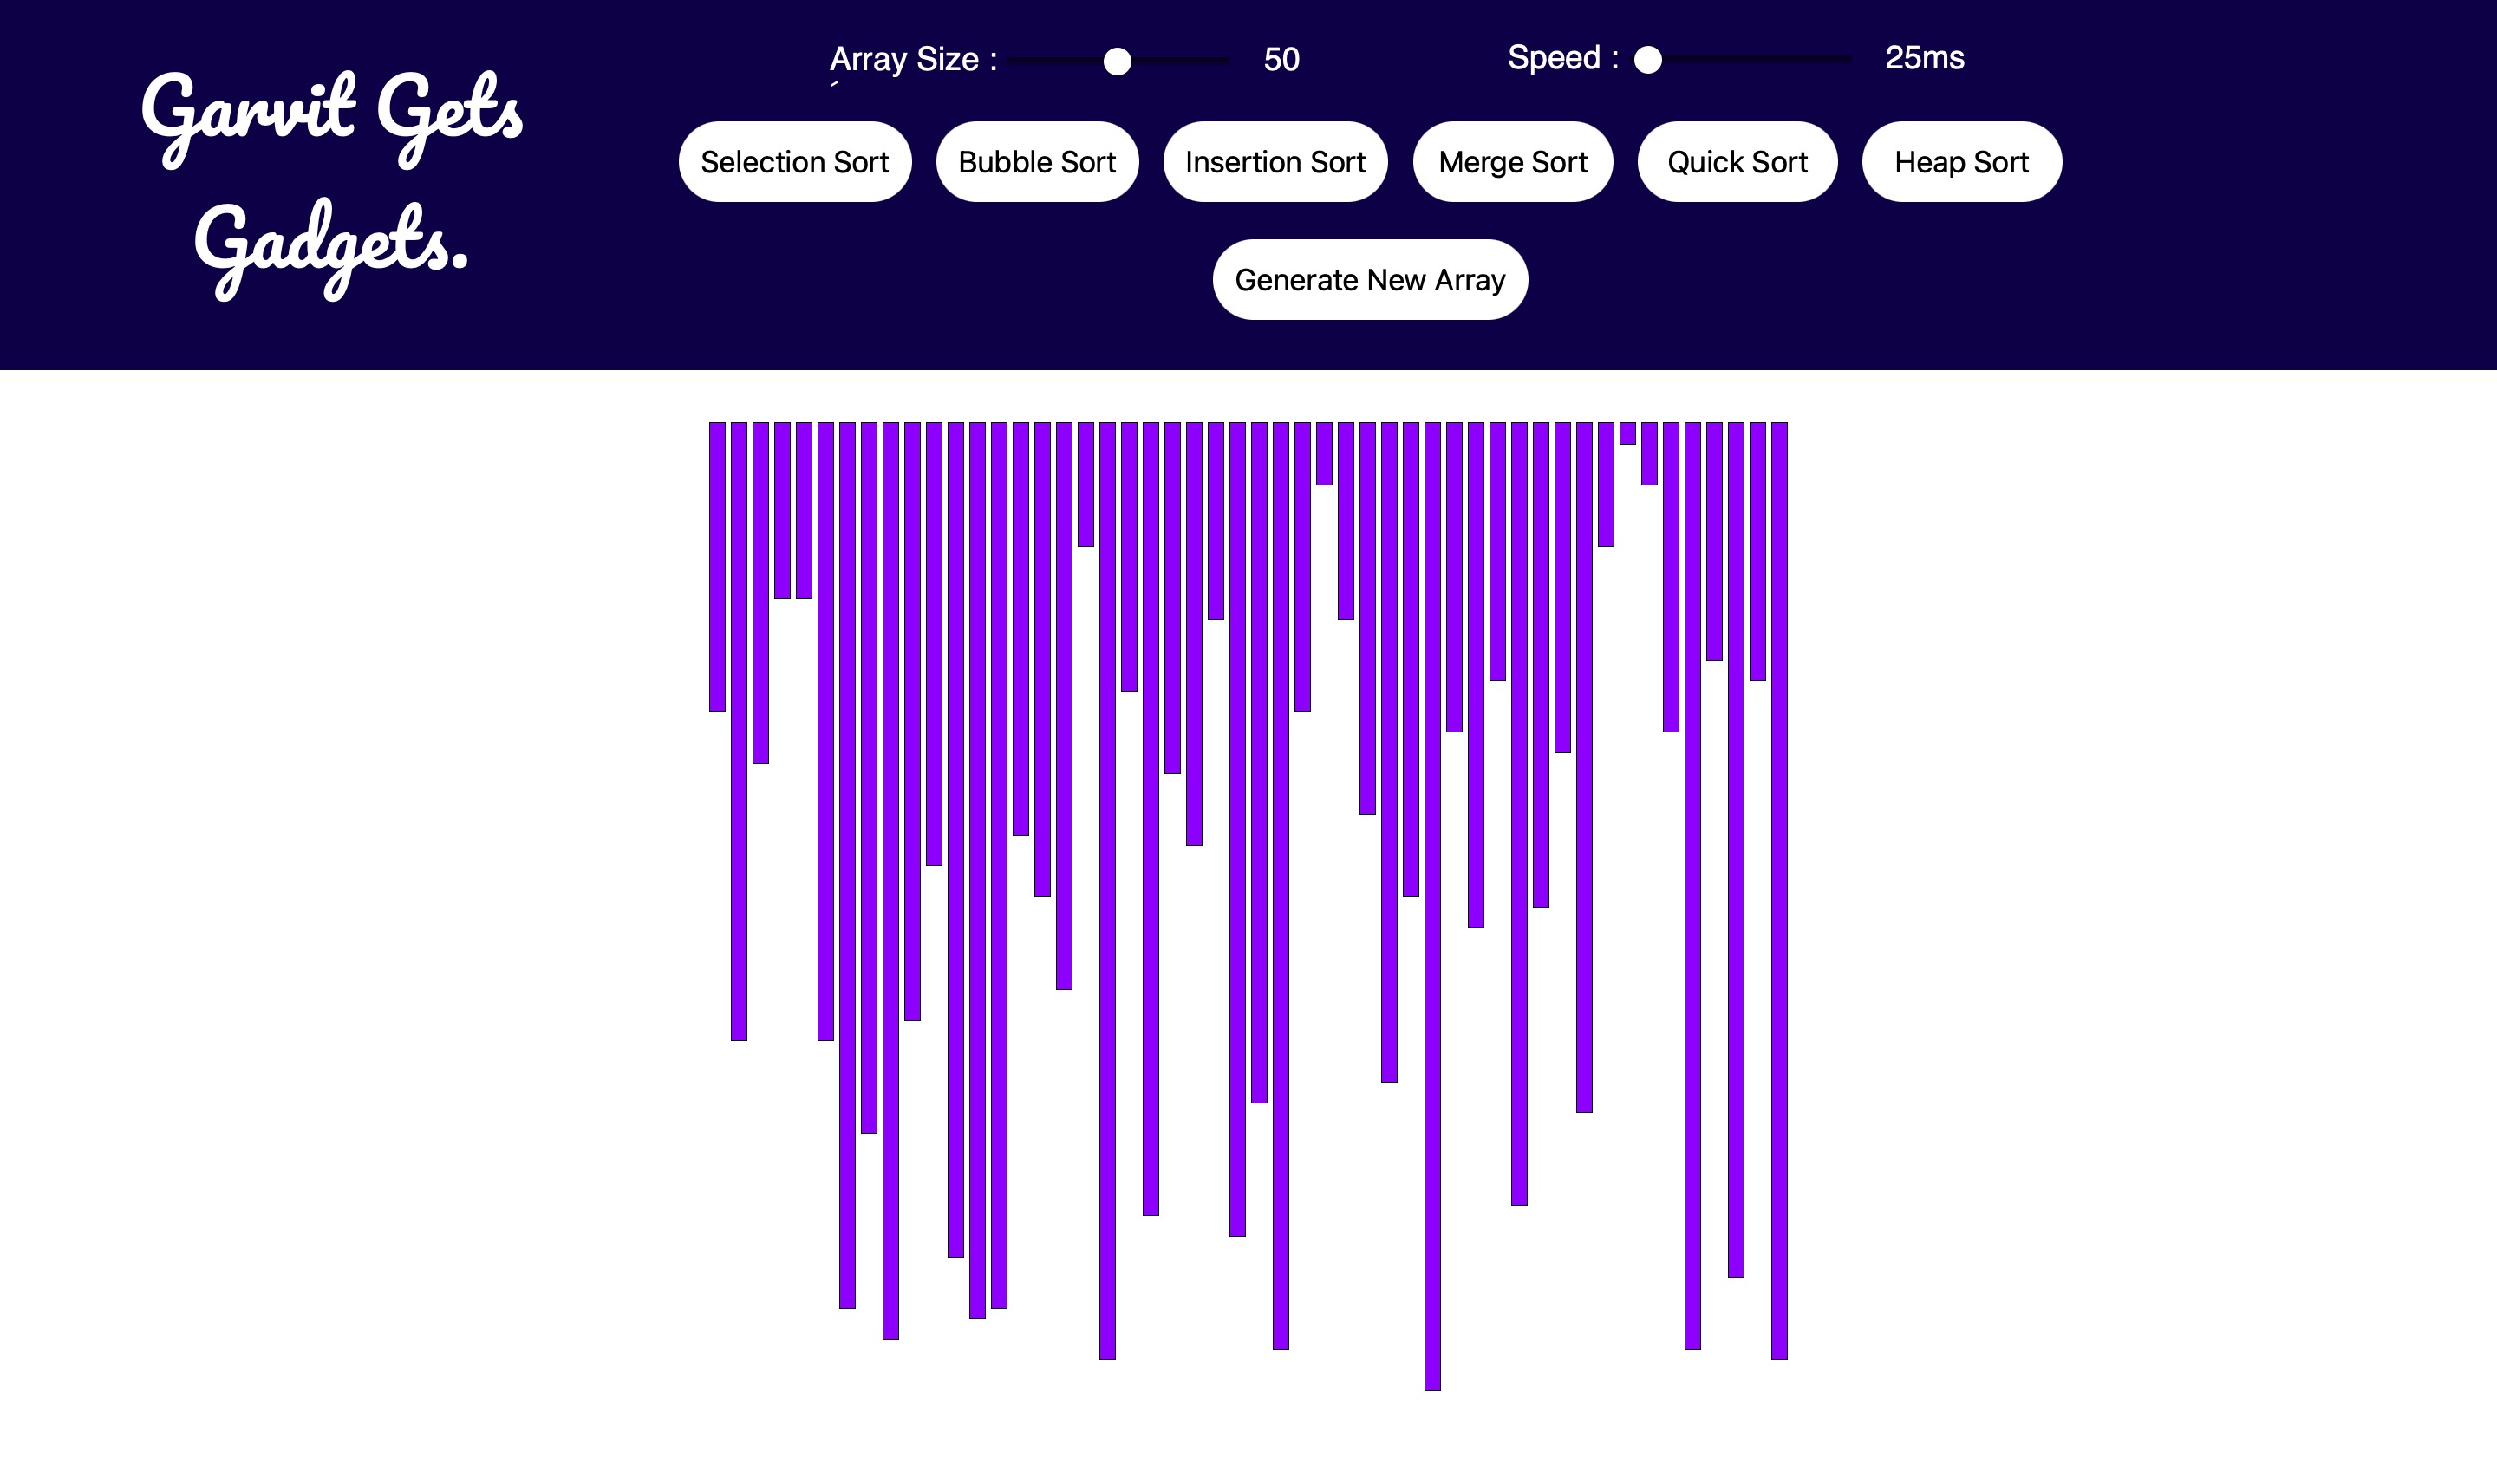 Garvit Gets
Gadgets.
Array Size : 50
Speed : 25ms
Selection Sort
Bubble Sort
Insertion Sort
Merge Sort
Quick Sort
Heap Sort
Generate New Array